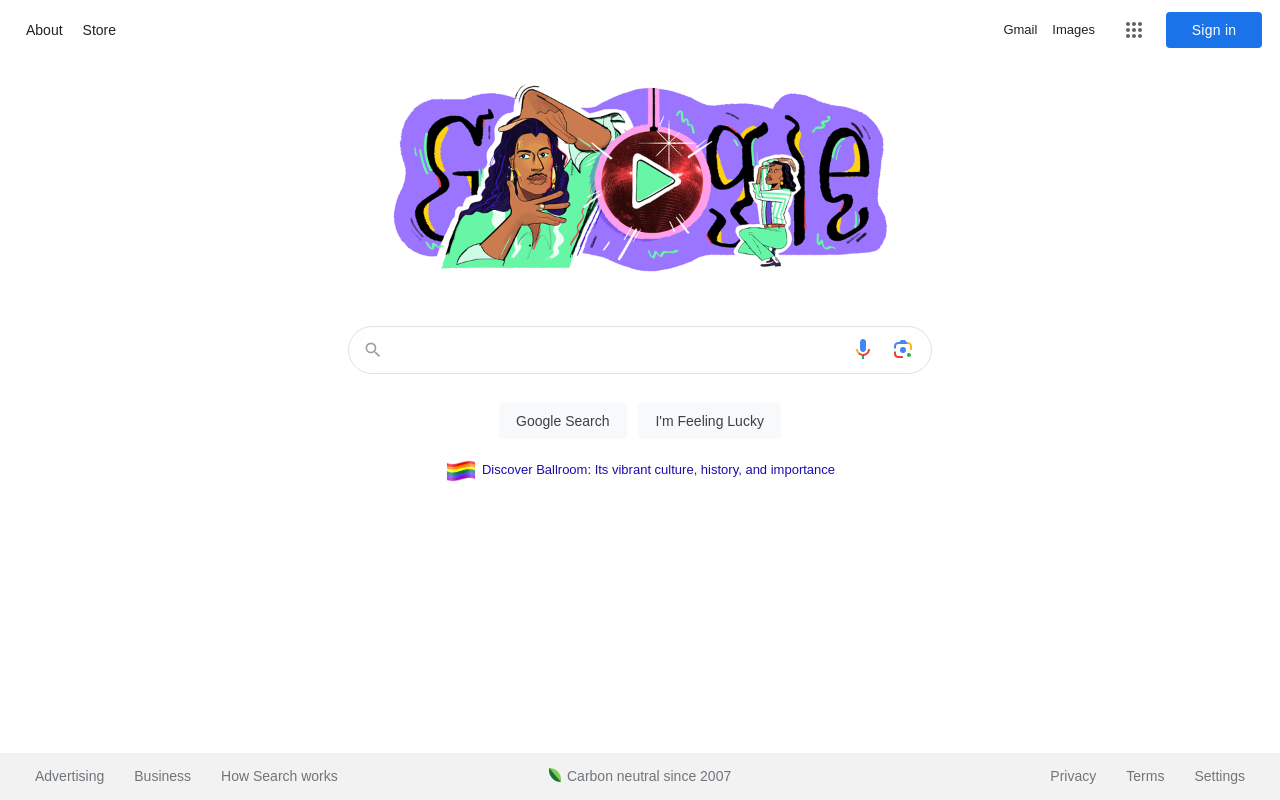 About Store
Gmail Images Sign in
Google
Google Search I'm Feeling Lucky
Discover Ballroom: Its vibrant culture, history, and importance
Advertising Business How Search works Carbon neutral since 2007 Privacy Terms Settings